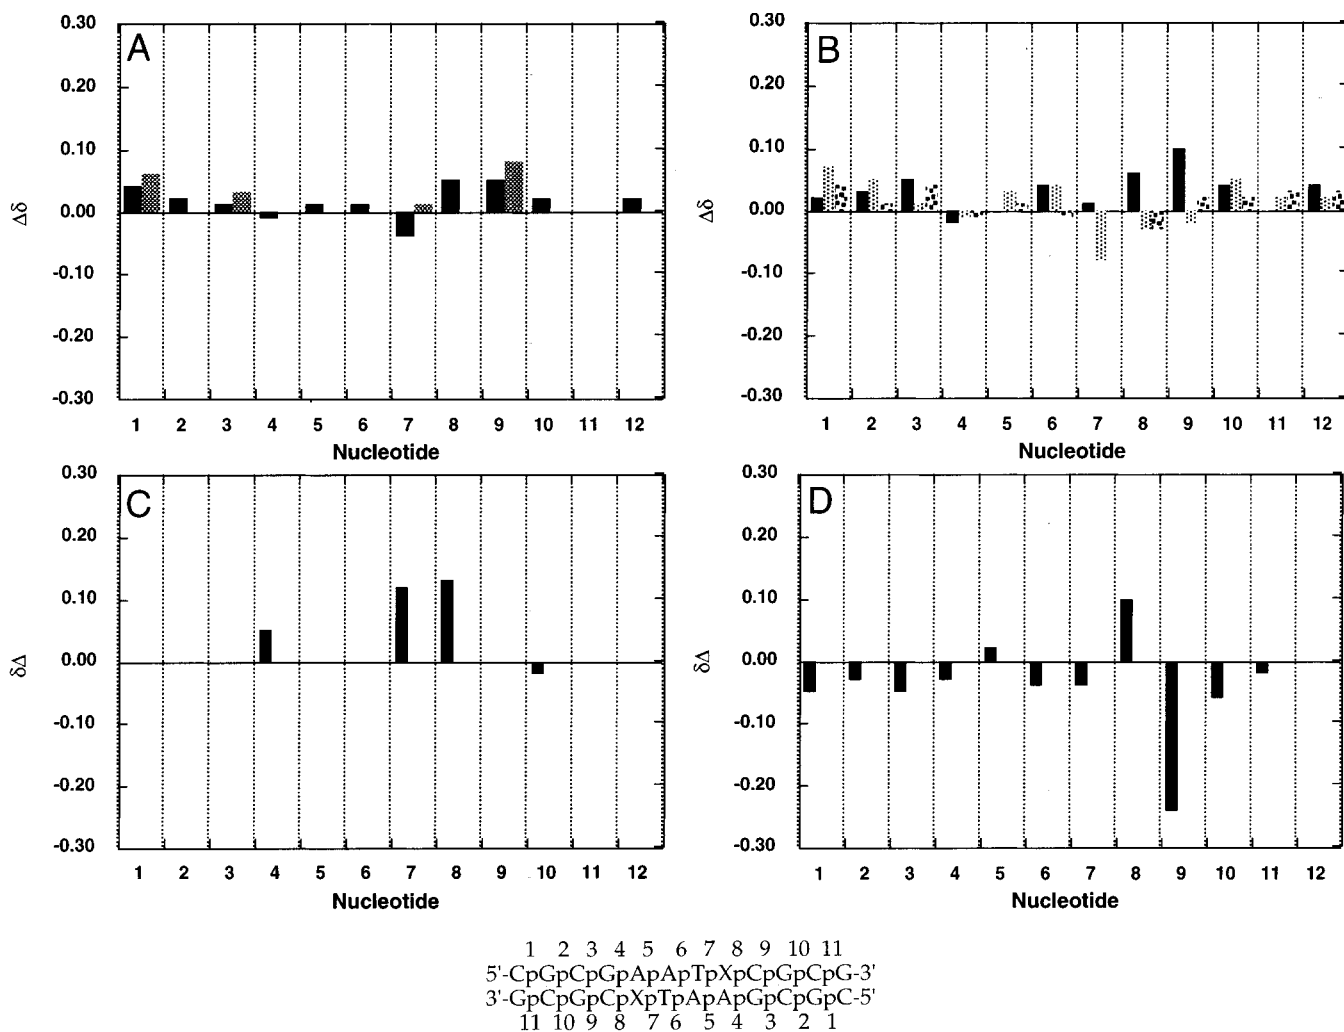 A
0.30
0.20
0.10
0.00
-0.10
-0.20
-0.30
Δδ
1 2 3 4 5 6 7 8 9 10 11 12
Nucleotide
B
0.30
0.20
0.10
0.00
-0.10
-0.20
-0.30
Δδ
1 2 3 4 5 6 7 8 9 10 11 12
Nucleotide
C
0.30
0.20
0.10
0.00
-0.10
-0.20
-0.30
δΔ
1 2 3 4 5 6 7 8 9 10 11 12
Nucleotide
D
0.30
0.20
0.10
0.00
-0.10
-0.20
-0.30
δΔ
1 2 3 4 5 6 7 8 9 10 11 12
Nucleotide
1 2 3 4 5 6 7 8 9 10 11
5'-CpGpCpGpApApTpXpCpGpCpG-3'
3'-GpCpGpCpXpTpApApGpCpGpC-5'
11 10 9 8 7 6 5 4 3 2 1